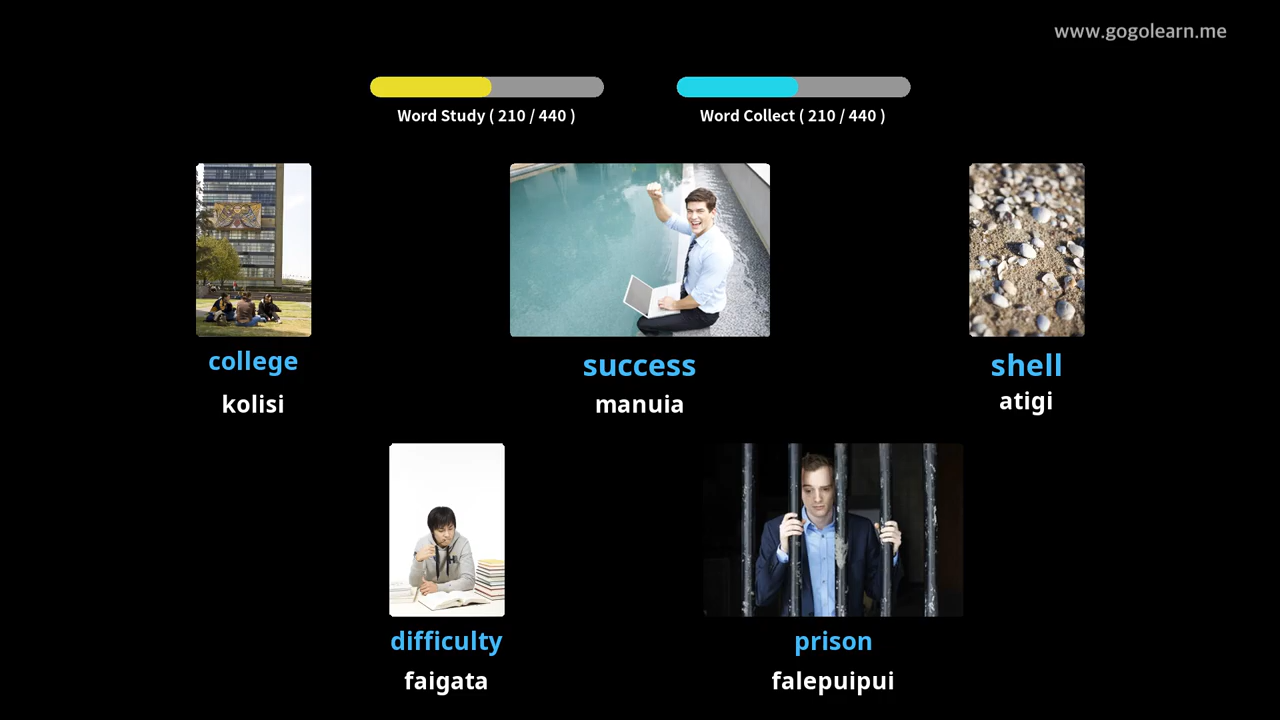 www.gogolearn.me
Word Study ( 210 / 440 )
Word Collect ( 210 / 440 )
college
kolisi
success
manuia
shell
atigi
difficulty
faigata
prison
falepuipui